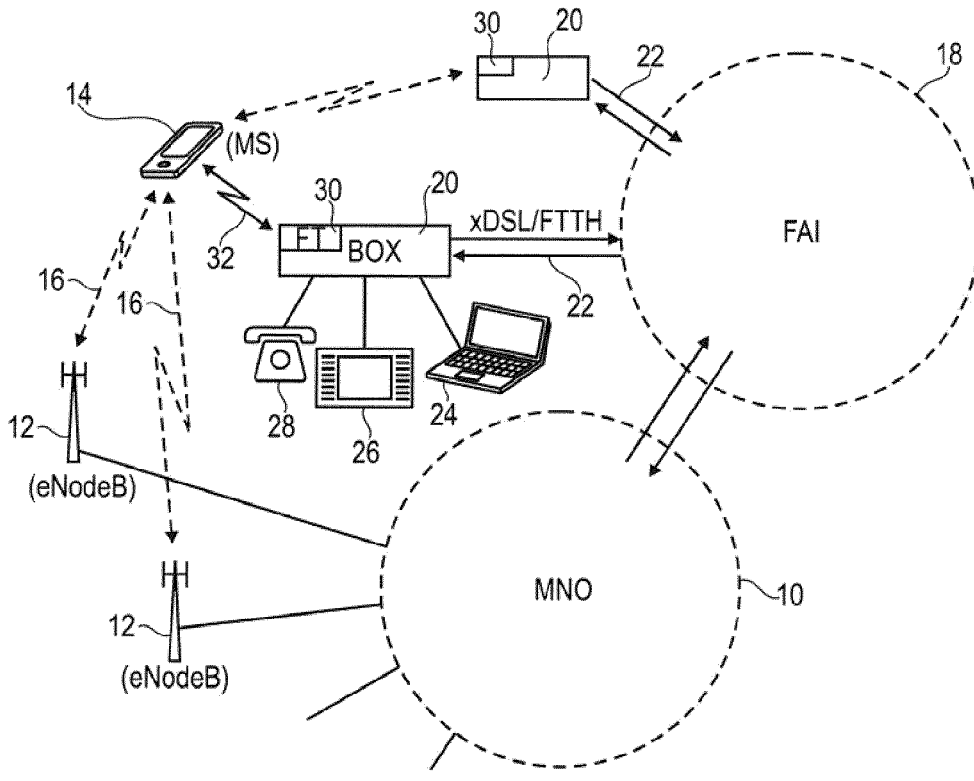 30
20
22
18
14
(MS)
FAI
30
20
FT
BOX
xDSL/FTTH
32
22
16
16
28
26
24
12
(eNodeB)
MNO
10
12
(eNodeB)